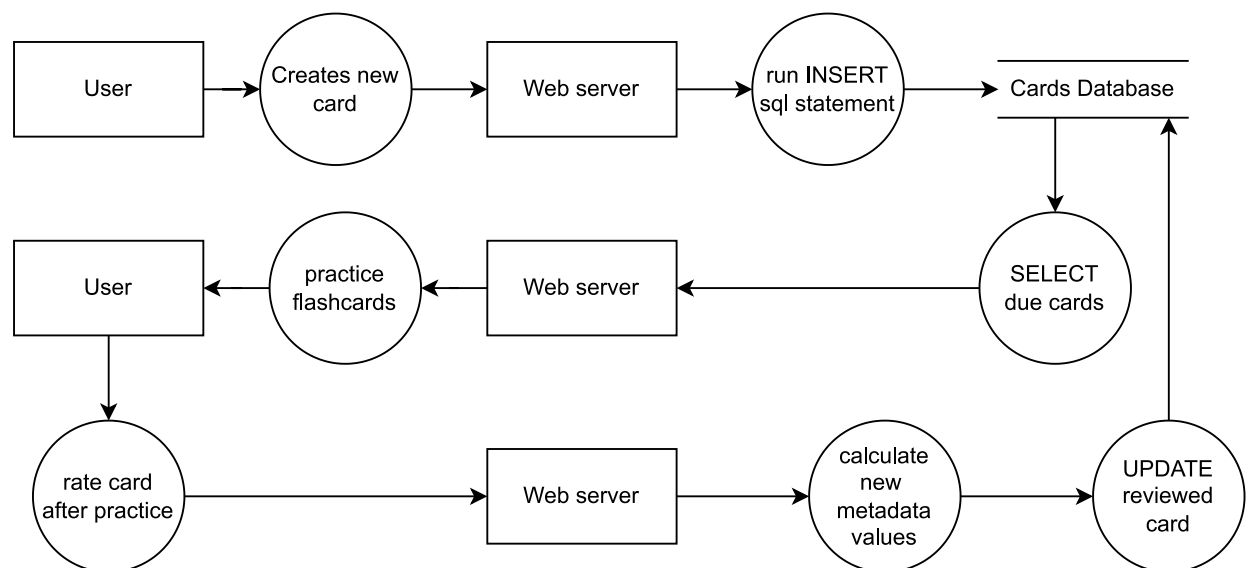 User
Creates new
card
Web server
run INSERT
sql statement
Cards Database
User
practice
flashcards
Web server
SELECT
due cards
rate card
after practice
Web server
calculate
new
metadata
values
UPDATE
reviewed
card